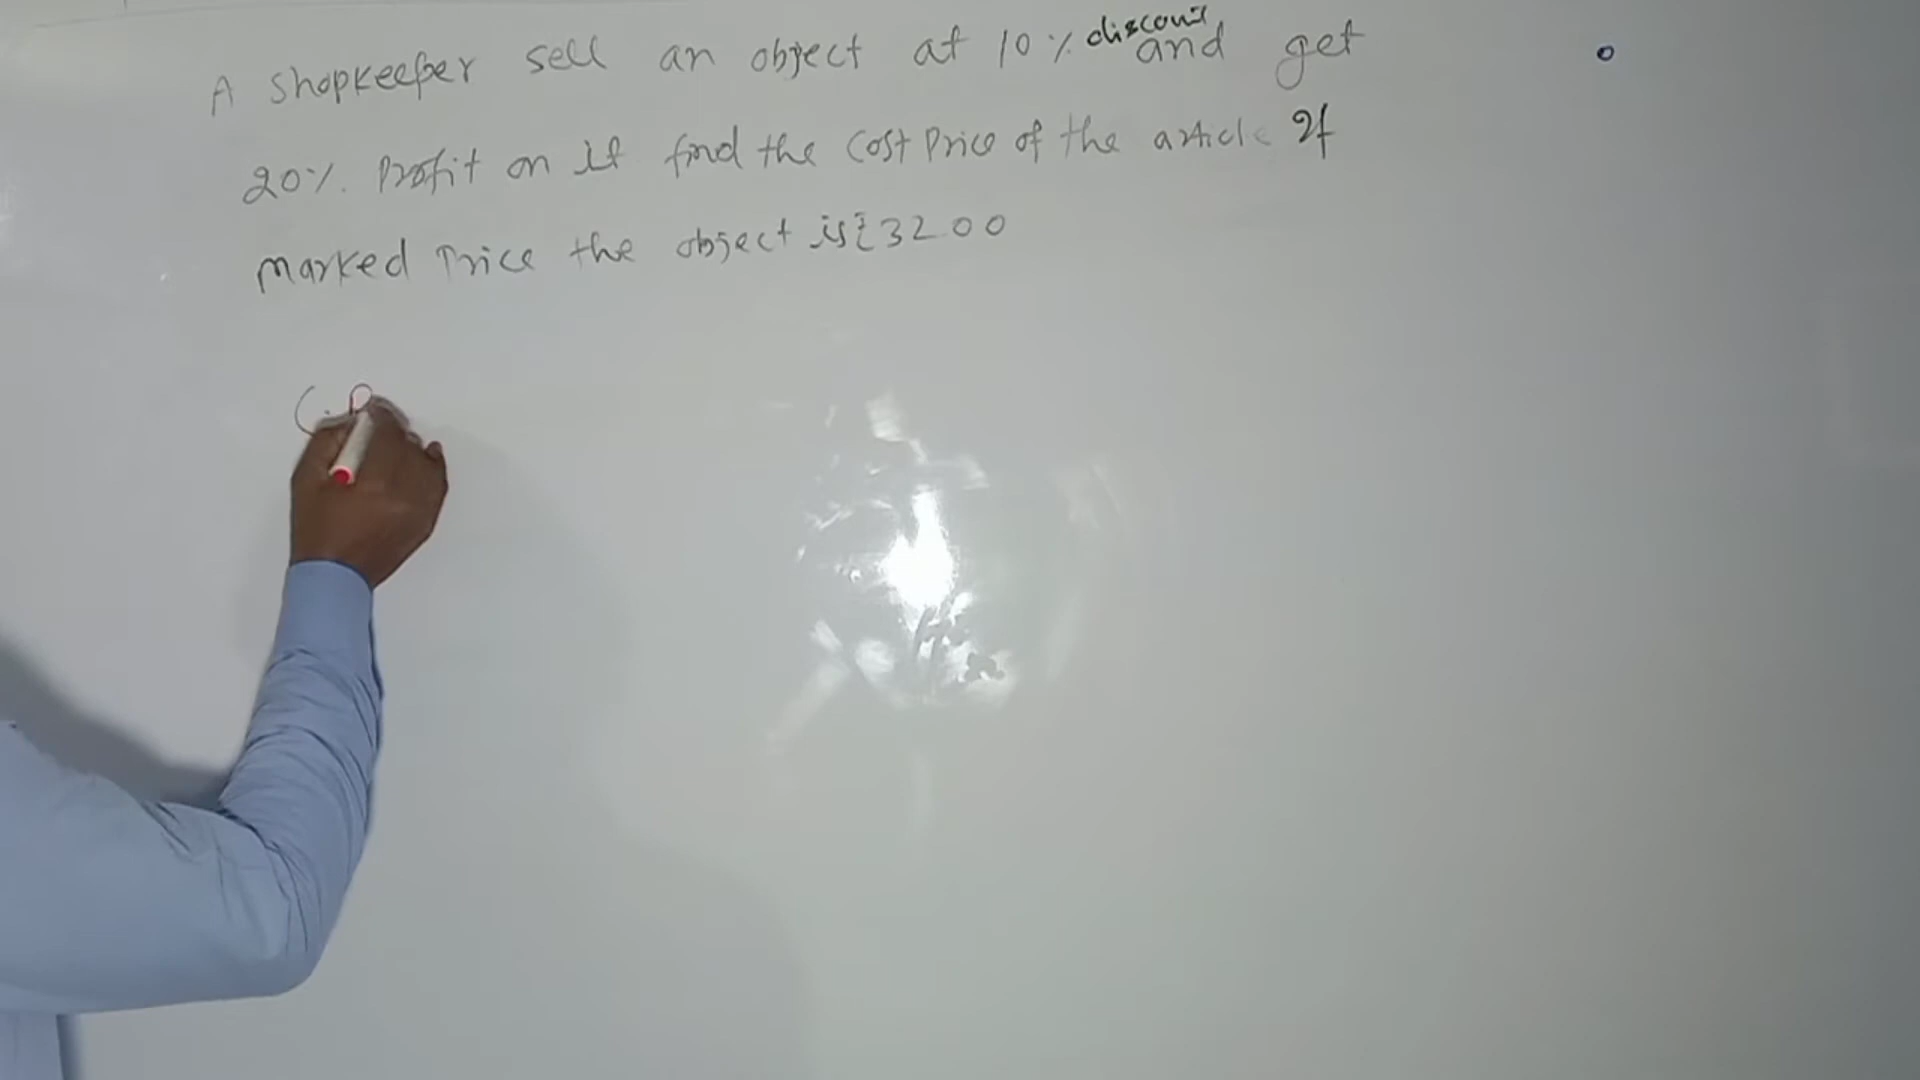 A Shopkeeper sell an object at 10% discount and get
20%. Profit on it find the Cost Price of the article If
marked Price the object is ₹3200
C.P